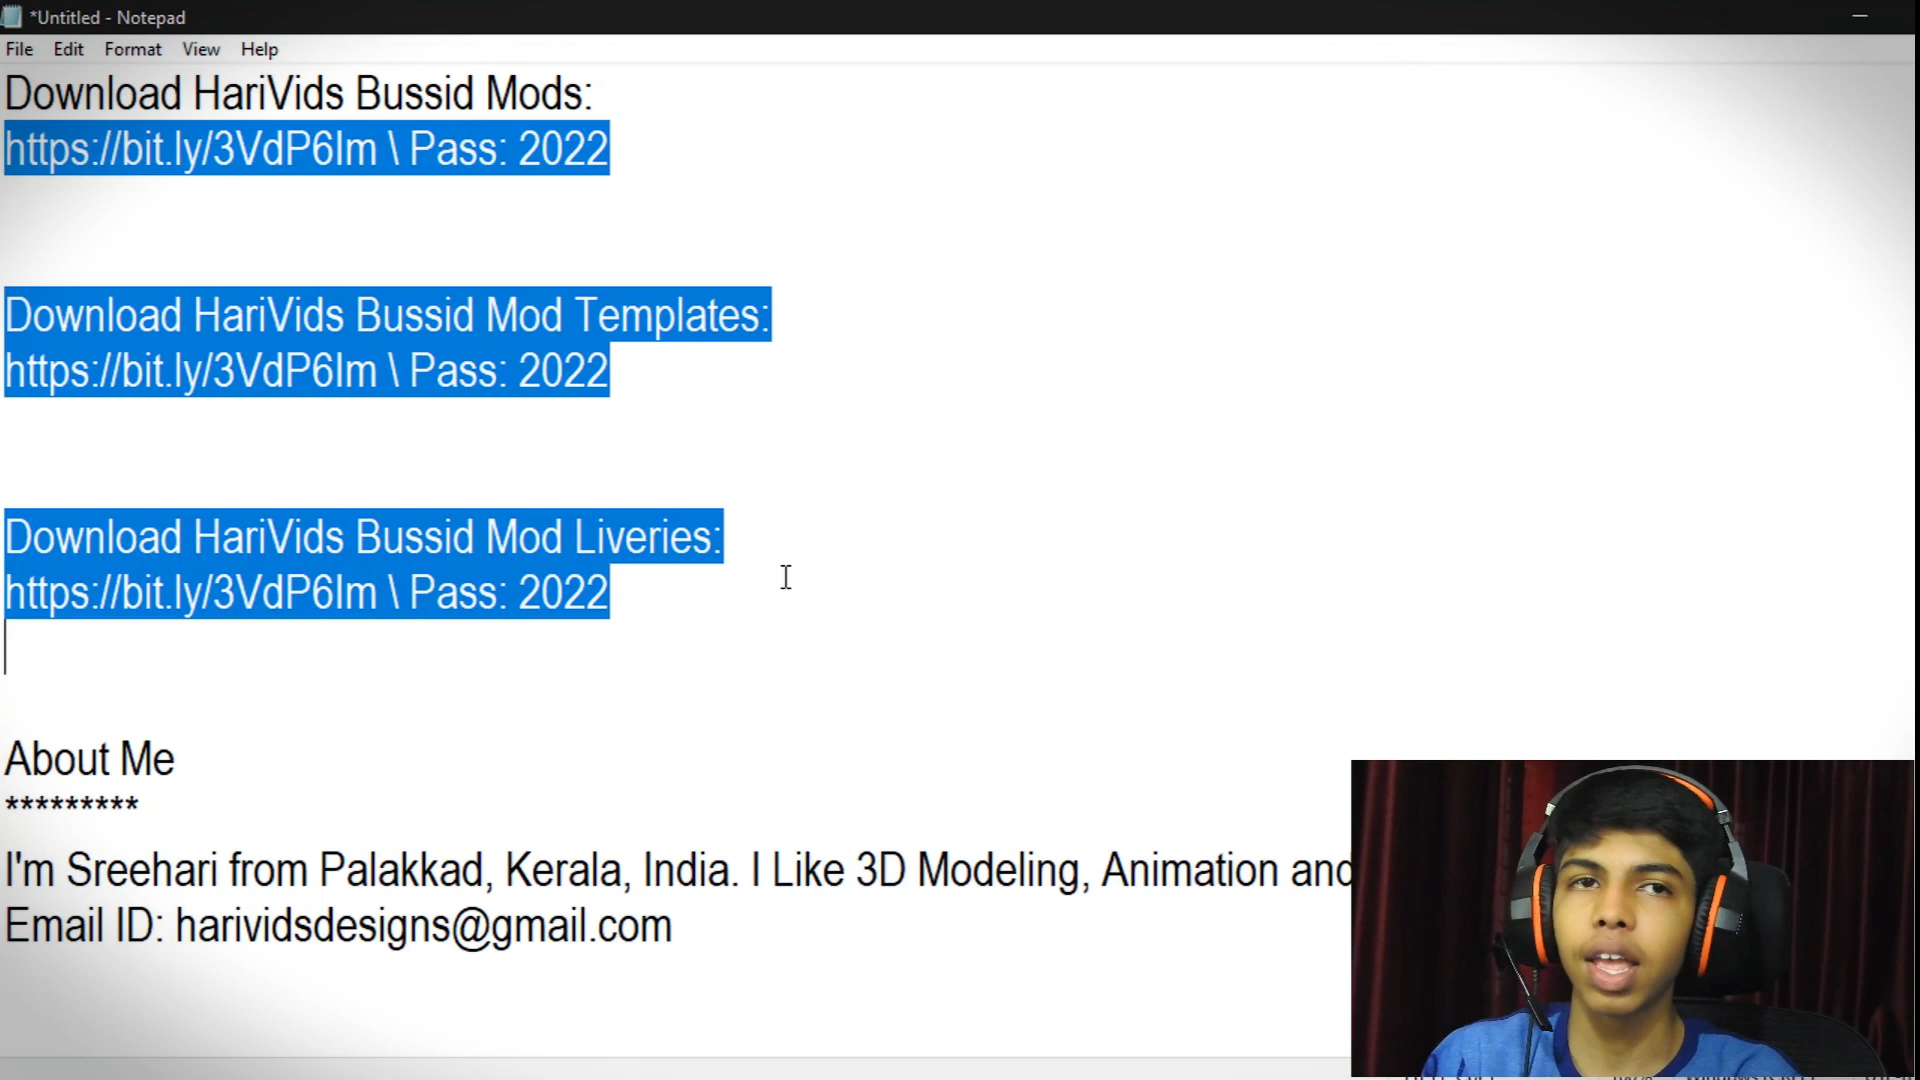 *Untitled - Notepad
File Edit Format View Help
Download HariVids Bussid Mods:
https://bit.ly/3VdP6Im \ Pass: 2022
Download HariVids Bussid Mod Templates:
https://bit.ly/3VdP6Im \ Pass: 2022
Download HariVids Bussid Mod Liveries:
https://bit.ly/3VdP6Im \ Pass: 2022
About Me
*********
I'm Sreehari from Palakkad, Kerala, India. I Like 3D Modeling, Animation and
Email ID: harividsdesigns@gmail.com